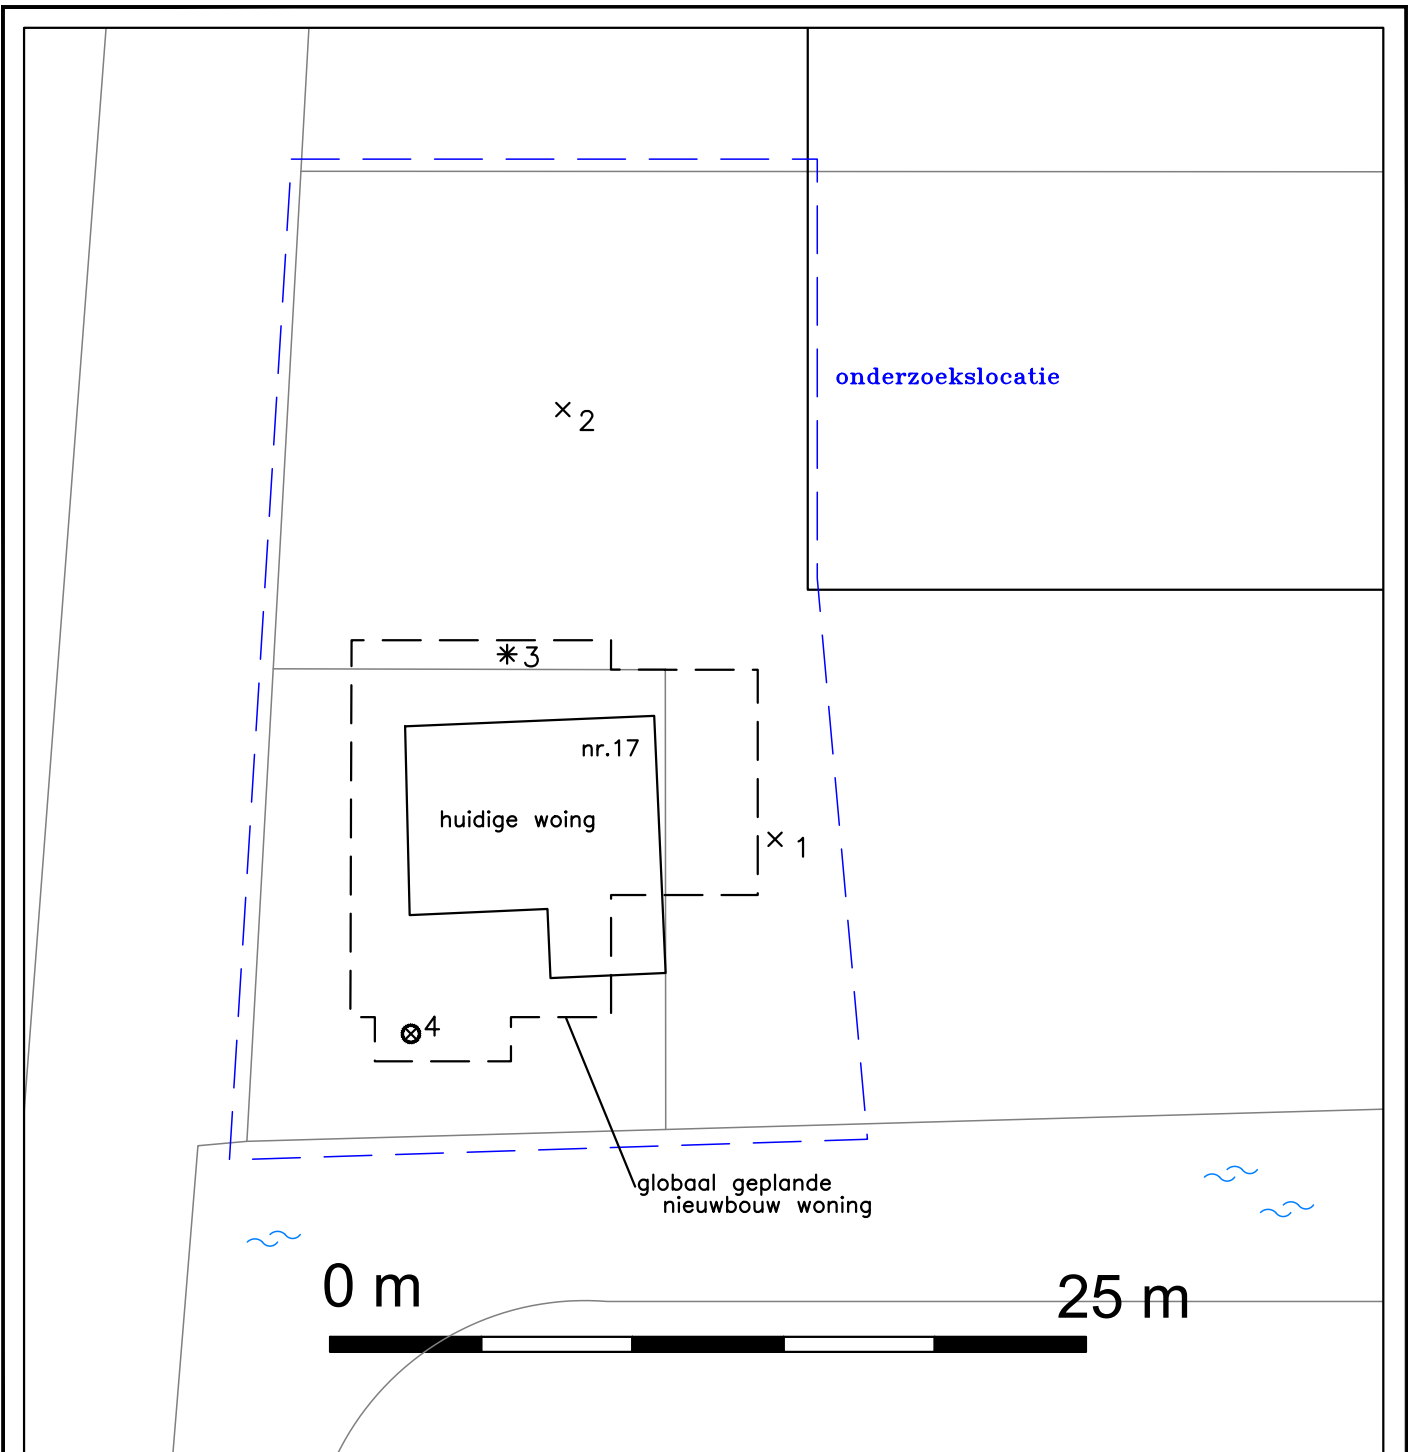 onderzoekslocatie
2
3
nr.17
huidige woing
1
4
globaal geplande
nieuwbouw woning
0 m
25 m